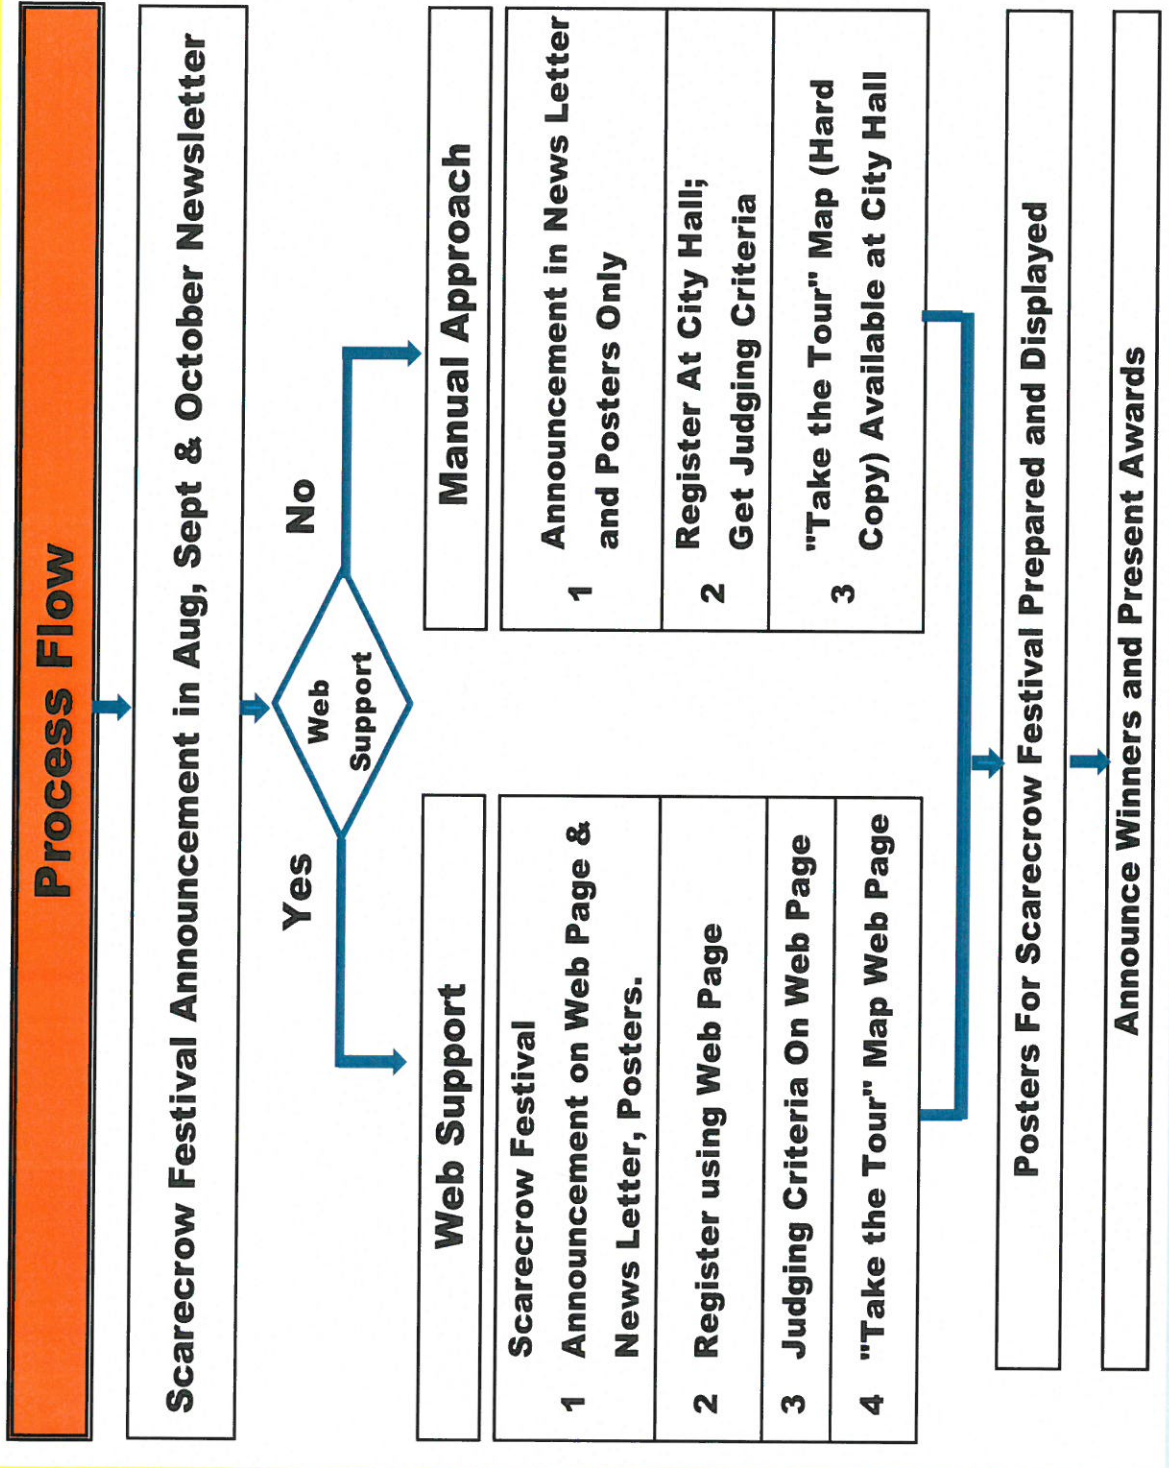 Process Flow
Scarecrow Festival Announcement in Aug, Sept & October Newsletter
Yes
Web
Support
No
Web Support
1
Scarecrow Festival
Announcement on Web Page &
News Letter, Posters.
2 Register using Web Page
3 Judging Criteria On Web Page
4 "Take the Tour" Map Web Page
Manual Approach
1
Announcement in News Letter
and Posters Only
2
Register At City Hall;
Get Judging Criteria
3
"Take the Tour" Map (Hard
Copy) Available at City Hall
Posters For Scarecrow Festival Prepared and Displayed
Announce Winners and Present Awards